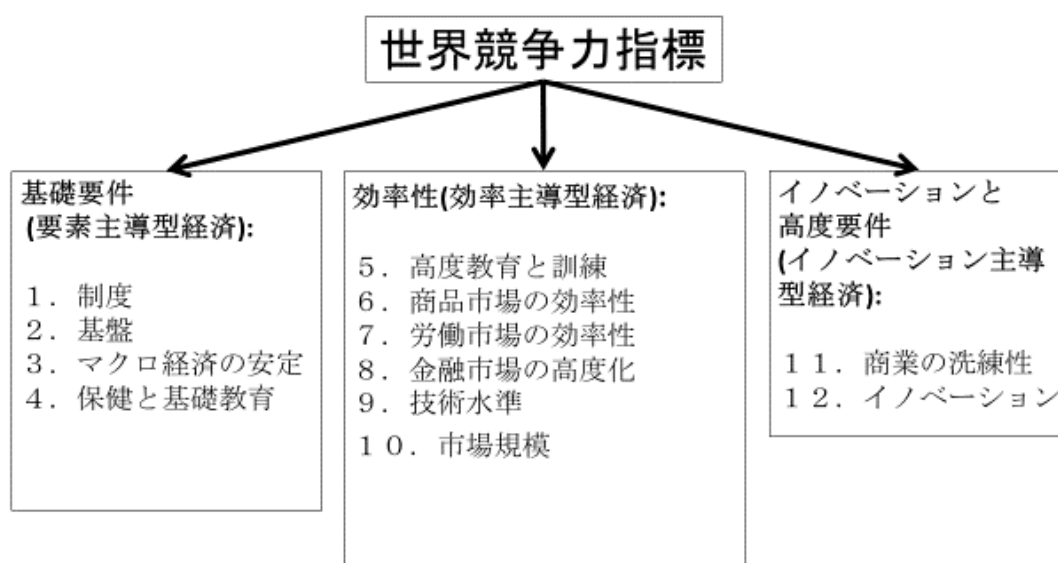 世界競争力指標
基礎要件
(要素主導型経済):
１．制度
２．基盤
３．マクロ経済の安定
４．保健と基礎教育
効率性(効率主導型経済):
５．高度教育と訓練
６．商品市場の効率性
７．労働市場の効率性
８．金融市場の高度化
９．技術水準
１０．市場規模
イノベーションと
高度要件
(イノベーション主導
型経済):
１１．商業の洗練性
１２．イノベーション